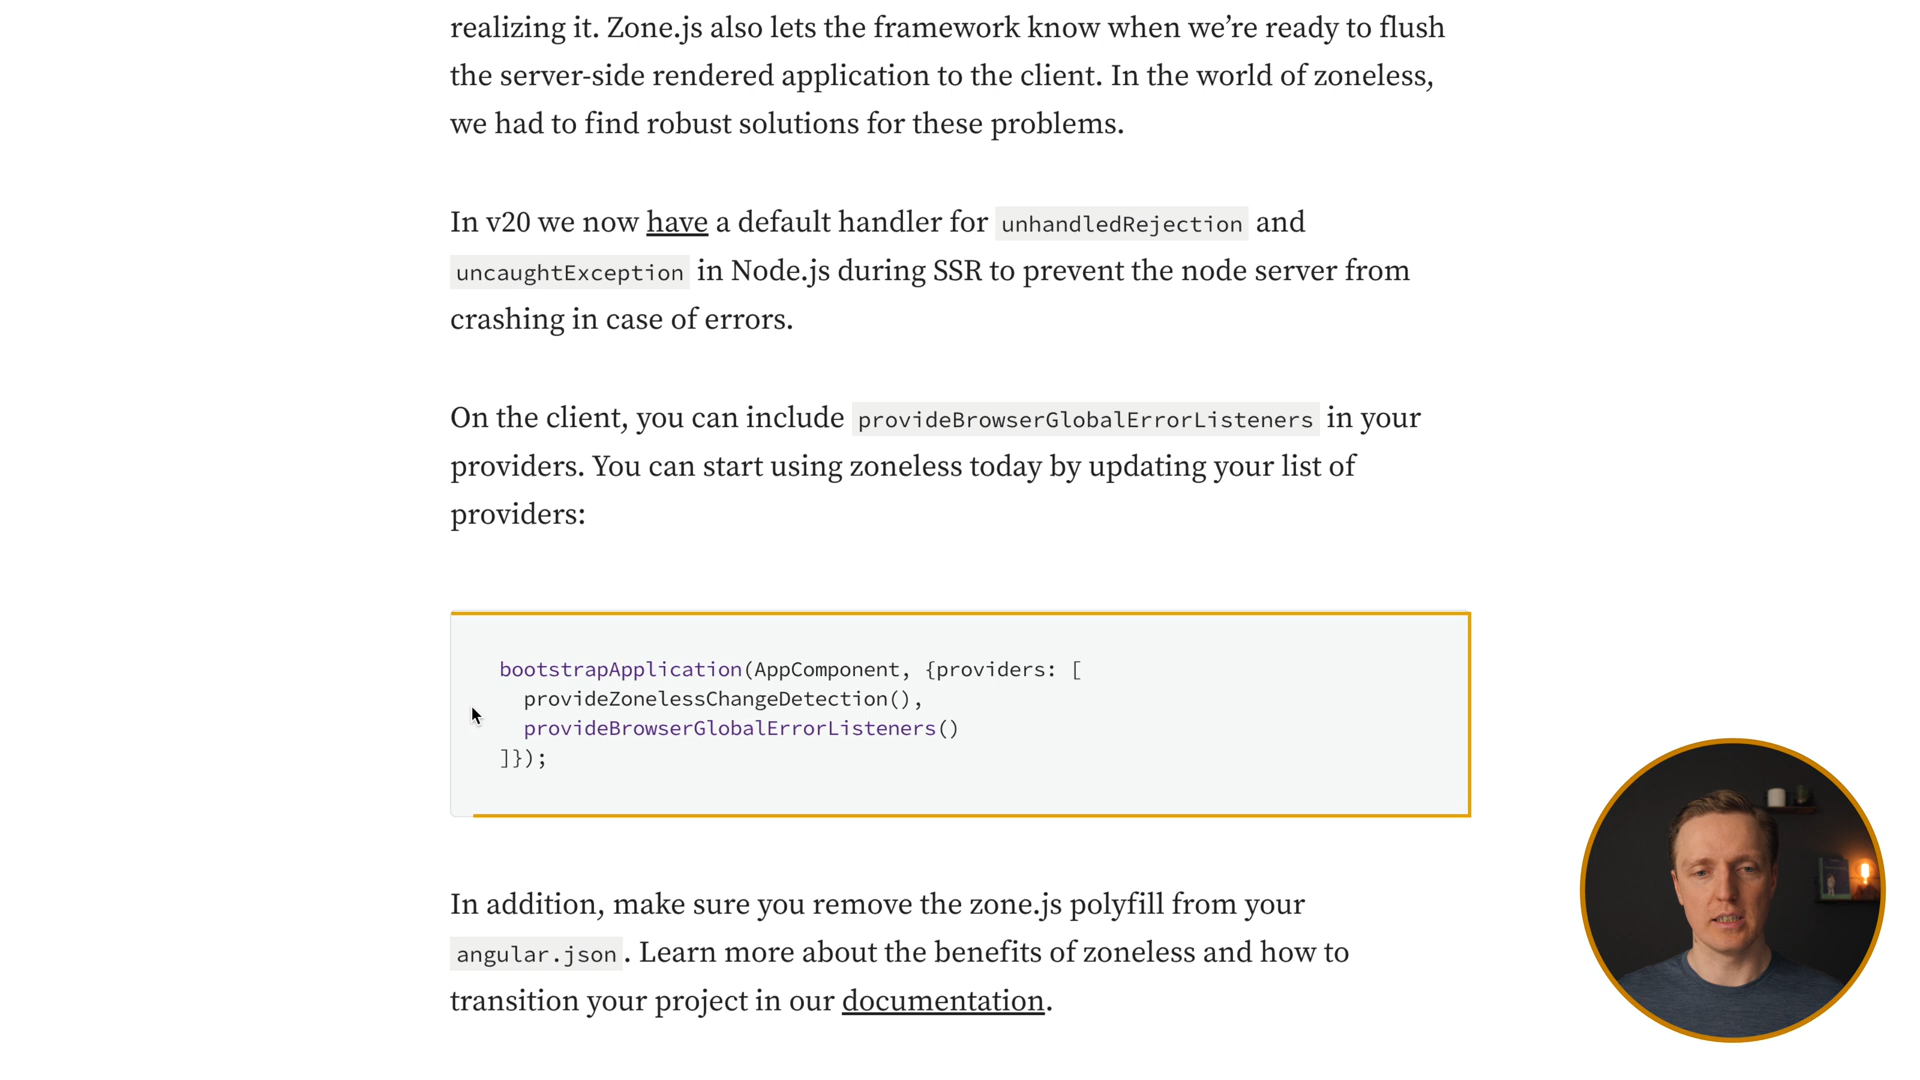 realizing it. Zone.js also lets the framework know when we’re ready to flush
the server-side rendered application to the client. In the world of zoneless,
we had to find robust solutions for these problems.
In v20 we now have a default handler for unhandledRejection and
uncaughtException in Node.js during SSR to prevent the node server from
crashing in case of errors.
On the client, you can include provideBrowserGlobalErrorListeners in your
providers. You can start using zoneless today by updating your list of
providers:
bootstrapApplication(AppComponent, {providers: [
  provideZonelessChangeDetection(),
  provideBrowserGlobalErrorListeners()
]});
In addition, make sure you remove the zone.js polyfill from your
angular.json. Learn more about the benefits of zoneless and how to
transition your project in our documentation.